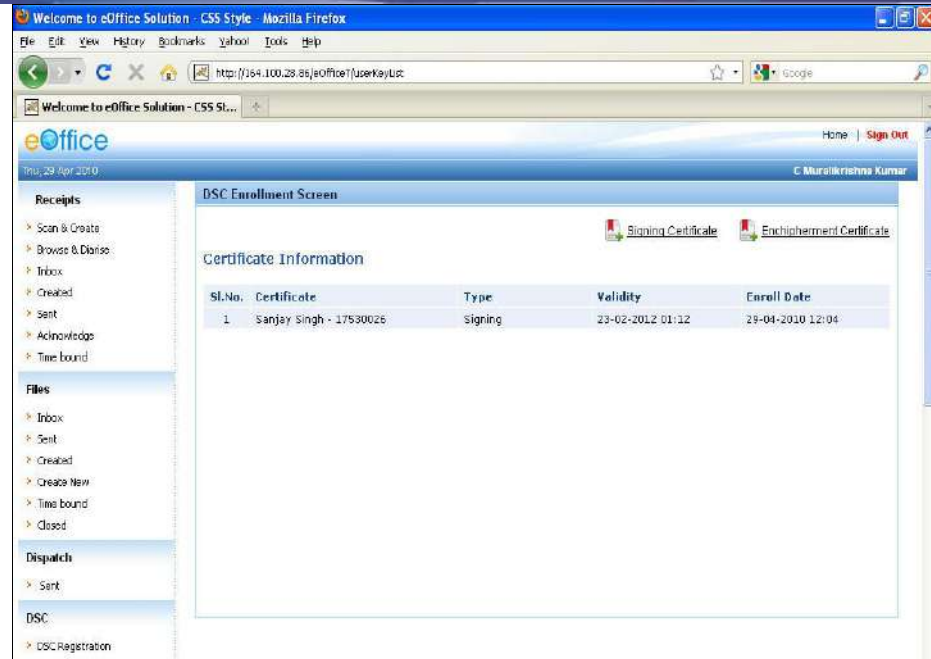 Welcome to eOffice Solution - CSS Style - Mozilla Firefox
File Edit View History Bookmarks Yahoo Tools Help
http://164.100.28.86/eOfficeT/userKeyList Google
Welcome to eOffice Solution - CSS St...
eOffice
Home | Sign Out
Thu, 29 Apr 2010 C Muralikrishna Kumar
Receipts
Scan & Create
Browse & Diarise
Inbox
Created
Sent
Acknowledge
Time bound
Files
Inbox
Sent
Created
Create New
Time bound
Closed
Dispatch
Sent
DSC
DSC Registration
DSC Enrollment Screen
Signing Certificate Enchipherment Certificate
Certificate Information
Sl.No. Certificate Type Validity Enroll Date
1 Sanjay Singh - 17530026 Signing 23-02-2012 01:12 29-04-2010 12:04